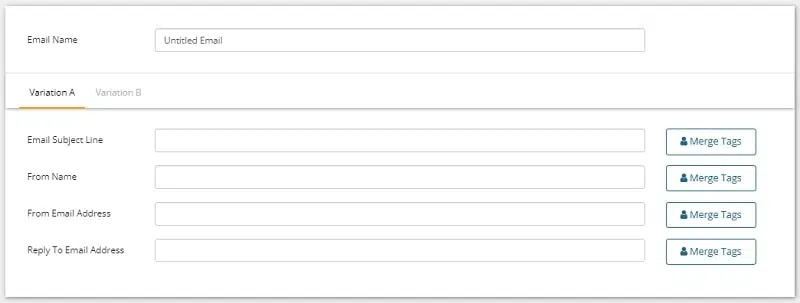 Email Name
Untitled Email
Variation A Variation B
Email Subject Line Merge Tags
From Name Merge Tags
From Email Address Merge Tags
Reply To Email Address Merge Tags